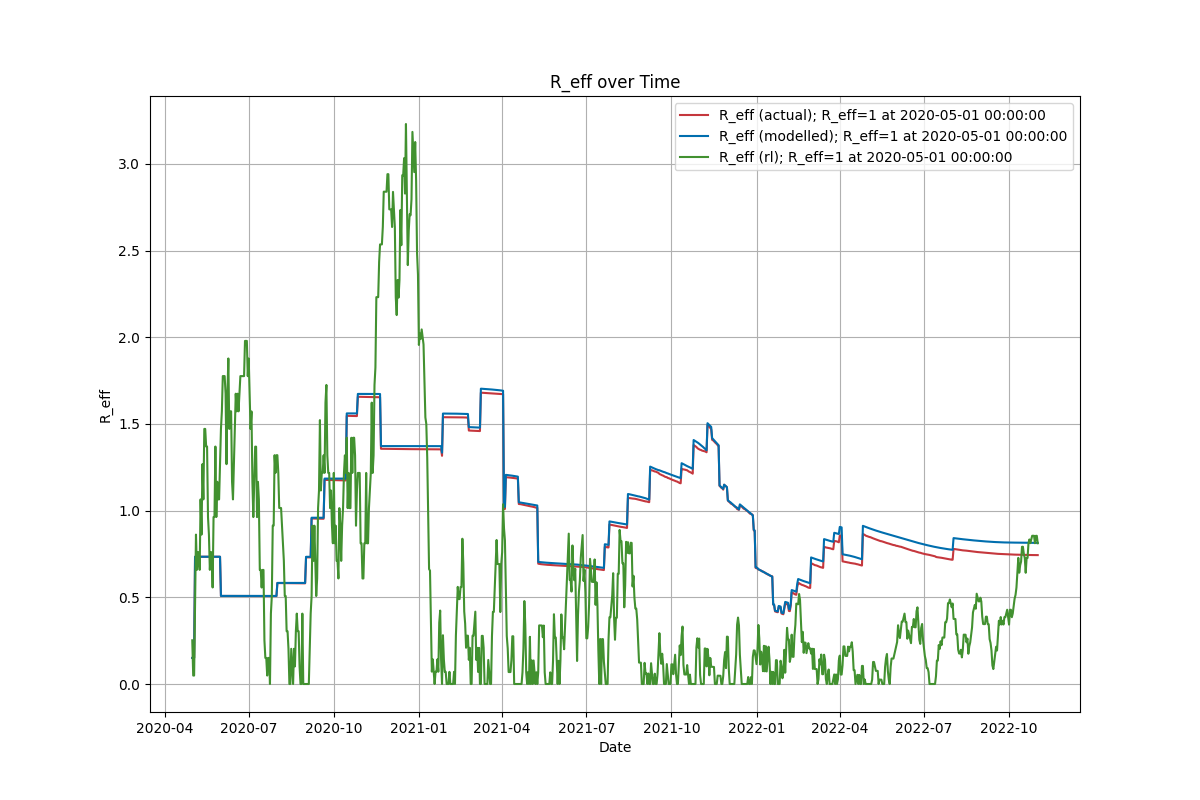 R_eff over Time
R_eff (actual); R_eff=1 at 2020-05-01 00:00:00
R_eff (modelled); R_eff=1 at 2020-05-01 00:00:00
R_eff (rl); R_eff=1 at 2020-05-01 00:00:00
3.0
2.5
2.0
1.5
1.0
0.5
0.0
R_eff
2020-04 2020-07 2020-10 2021-01 2021-04 2021-07 2021-10 2022-01 2022-04 2022-07 2022-10
Date